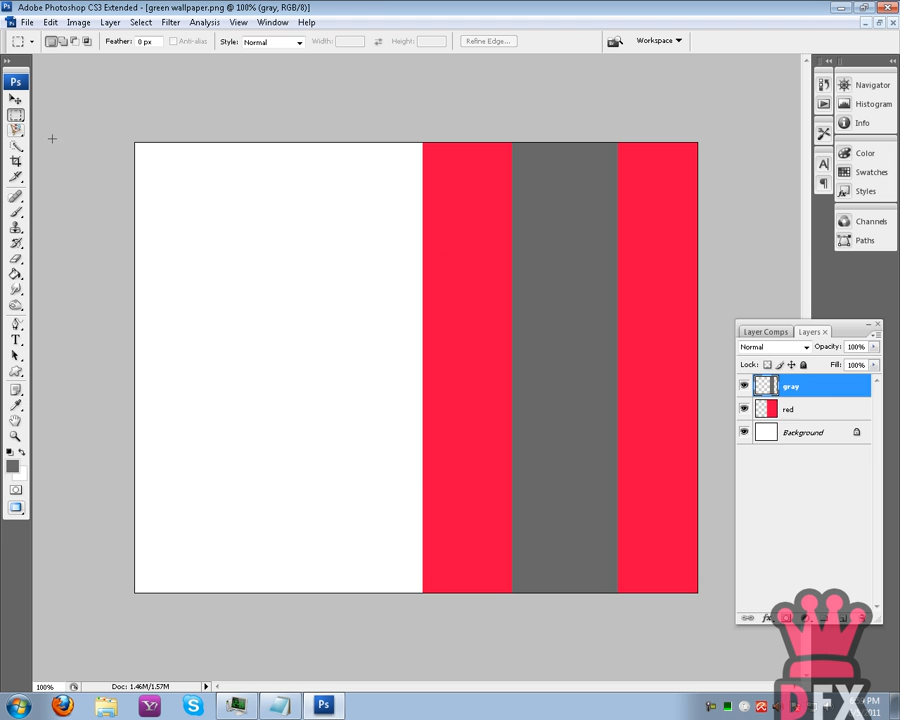 Adobe Photoshop CS3 Extended - [green wallpaper.png @ 100% (gray, RGB/8)]
File Edit Image Layer Select Filter Analysis View Window Help
Feather: 0 px Anti-alias Style: Normal Width: Height: Refine Edge... Workspace
Ps
Navigator
Histogram
Info
Color
Swatches
Styles
Channels
Paths
Layer Comps Layers x
Normal Opacity: 100%
Lock: Fill: 100%
gray
red
Background
T
A
100% Doc: 1.46M/1.57M
Ps
DFX